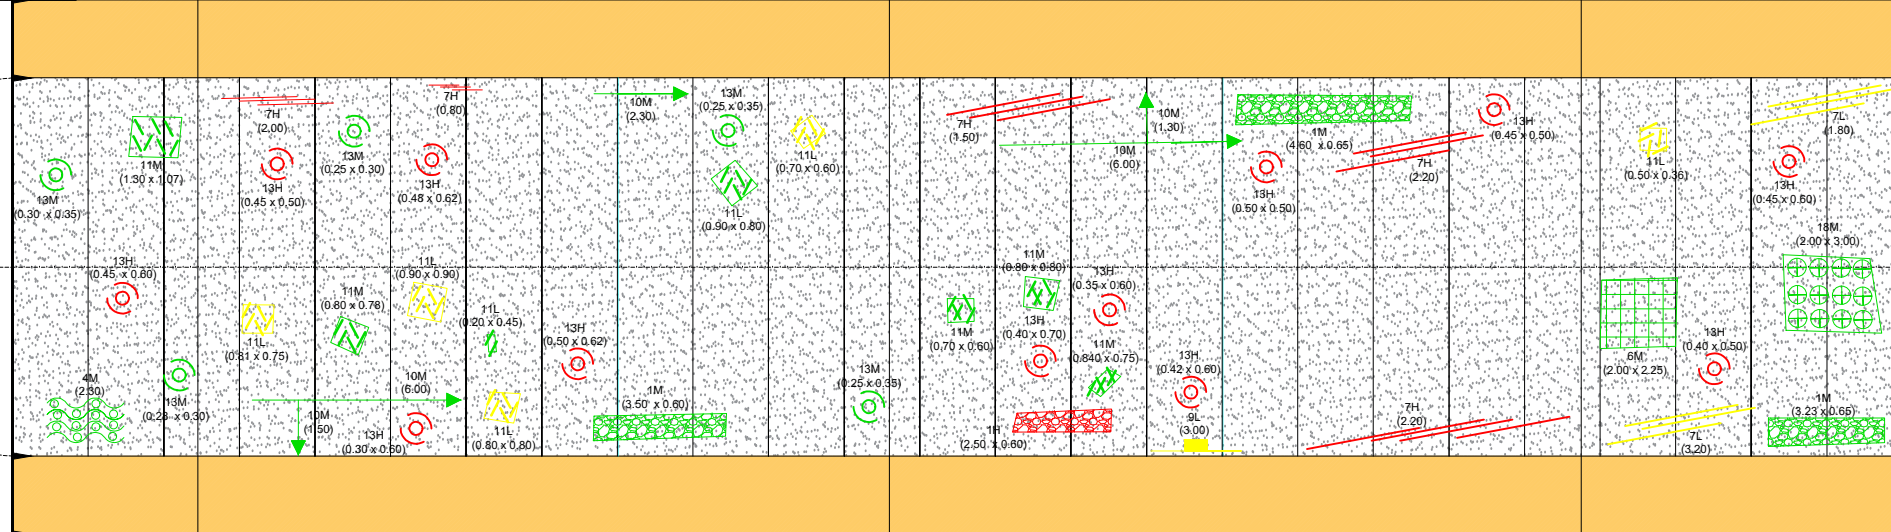 11M
(1.30 x 1.07)
13M
(0.30  x 0.35)
7H
(2.00)
13H
(0.45 x 0.50)
13M
(0.25 x 0.30)
7H
(0.80)
13H
(0.48 x 0.62)
10M
(2.30)
13M
(0.25 x 0.35)
11L
(0.70 x 0.60)
11L
(0.90 x 0.80)
7H
(1.50)
10M
(1.30)
10M
(6.00)
1M
(4.60  x 0.65)
13H
(0.50 x 0.50)
7H
(2.20)
13H
(0.45 x 0.50)
11L
(0.50 x 0.36)
7L
(1.80)
13H
(0.45 x 0.60)
18M
(2.00 x 3.00)
13H
(0.45  x 0.60)
11L
(0.81 x 0.75)
11M
(0.80 x 0.78)
11L
(0.90 x 0.90)
11L
(0.20 x 0.45)
13H
(0.50 x 0.62)
4M
(2.30)
13M
(0.28  x 0.30)
10M
(1.50)
10M
(6.00)
13H
(0.30 x 0.60)
11L
(0.80 x 0.80)
1M
(3.50  x 0.60)
13M
(0.25 x 0.35)
11M
(0.70 x 0.60)
11M
(0.80 x 0.80)
13H
(0.40 x 0.70)
13H
(0.35 x 0.60)
11M
(0.840 x 0.75)
1H
(2.50  x 0.60)
13H
(0.42 x 0.60)
9L
(3.00)
7H
(2.20)
6M
(2.00 x 2.25)
13H
(0.40 x 0.50)
7L
(3.20)
1M
(3.23 x 0.65)